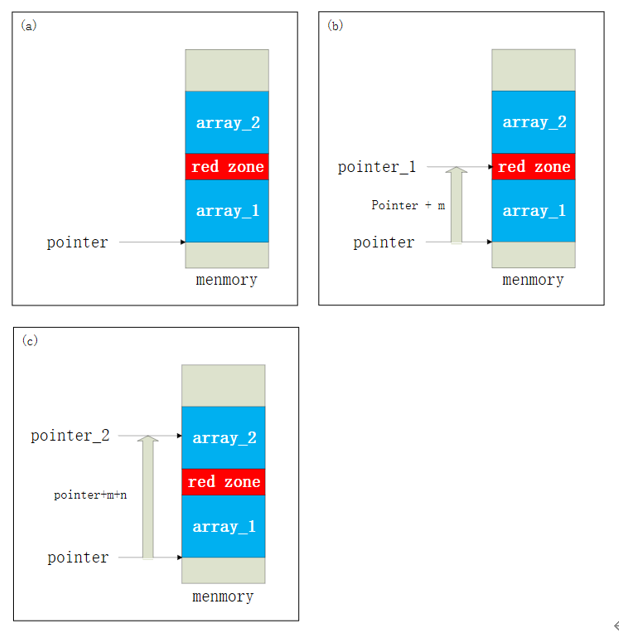 (a)
array_2
red zone
array_1
pointer
menmory
(b)
array_2
pointer_1
red zone
Pointer + m
array_1
pointer
menmory
(c)
pointer_2
array_2
red zone
pointer+m+n
array_1
pointer
menmory